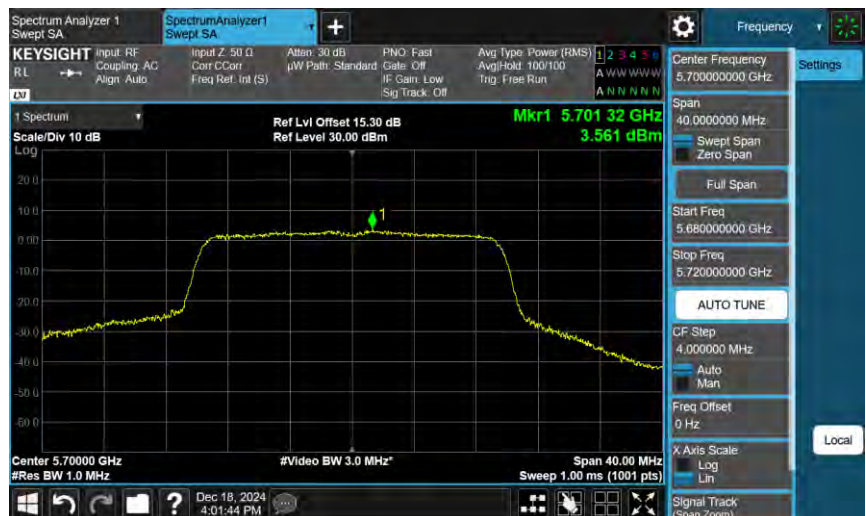 Spectrum Analyzer 1
Swept SA
SpectrumAnalyzer1
Swept SA
Frequency
KEYSIGHT
RL
LXI
Input: RF
Coupling: AC
Align: Auto
Input Z: 50 Ω
Corr CCorr
Freq Ref: Int (S)
Atten: 30 dB
µW Path: Standard
PNO: Fast
Gate: Off
IF Gain: Low
Sig Track: Off
Avg Type: Power (RMS)
Avg|Hold: 100/100
Trig: Free Run
1 2 3 4 5 6
A W W W W W
A N N N N N
Settings
1 Spectrum
Scale/Div 10 dB
Log
Ref Lvl Offset 15.30 dB
Ref Level 30.00 dBm
Mkr1 5.701 32 GHz
3.561 dBm
20.0
10.0
0.00
-10.0
-20.0
-30.0
-40.0
-50.0
-60.0
1
Center 5.70000 GHz
#Res BW 1.0 MHz
#Video BW 3.0 MHz*
Span 40.00 MHz
Sweep 1.00 ms (1001 pts)
Center Frequency
5.700000000 GHz
Span
40.0000000 MHz
Swept Span
Zero Span
Full Span
Start Freq
5.680000000 GHz
Stop Freq
5.720000000 GHz
AUTO TUNE
CF Step
4.000000 MHz
Auto
Man
Freq Offset
0 Hz
X Axis Scale
Log
Lin
Signal Track
(Span Zoom)
Local
?
Dec 18, 2024
4:01:44 PM